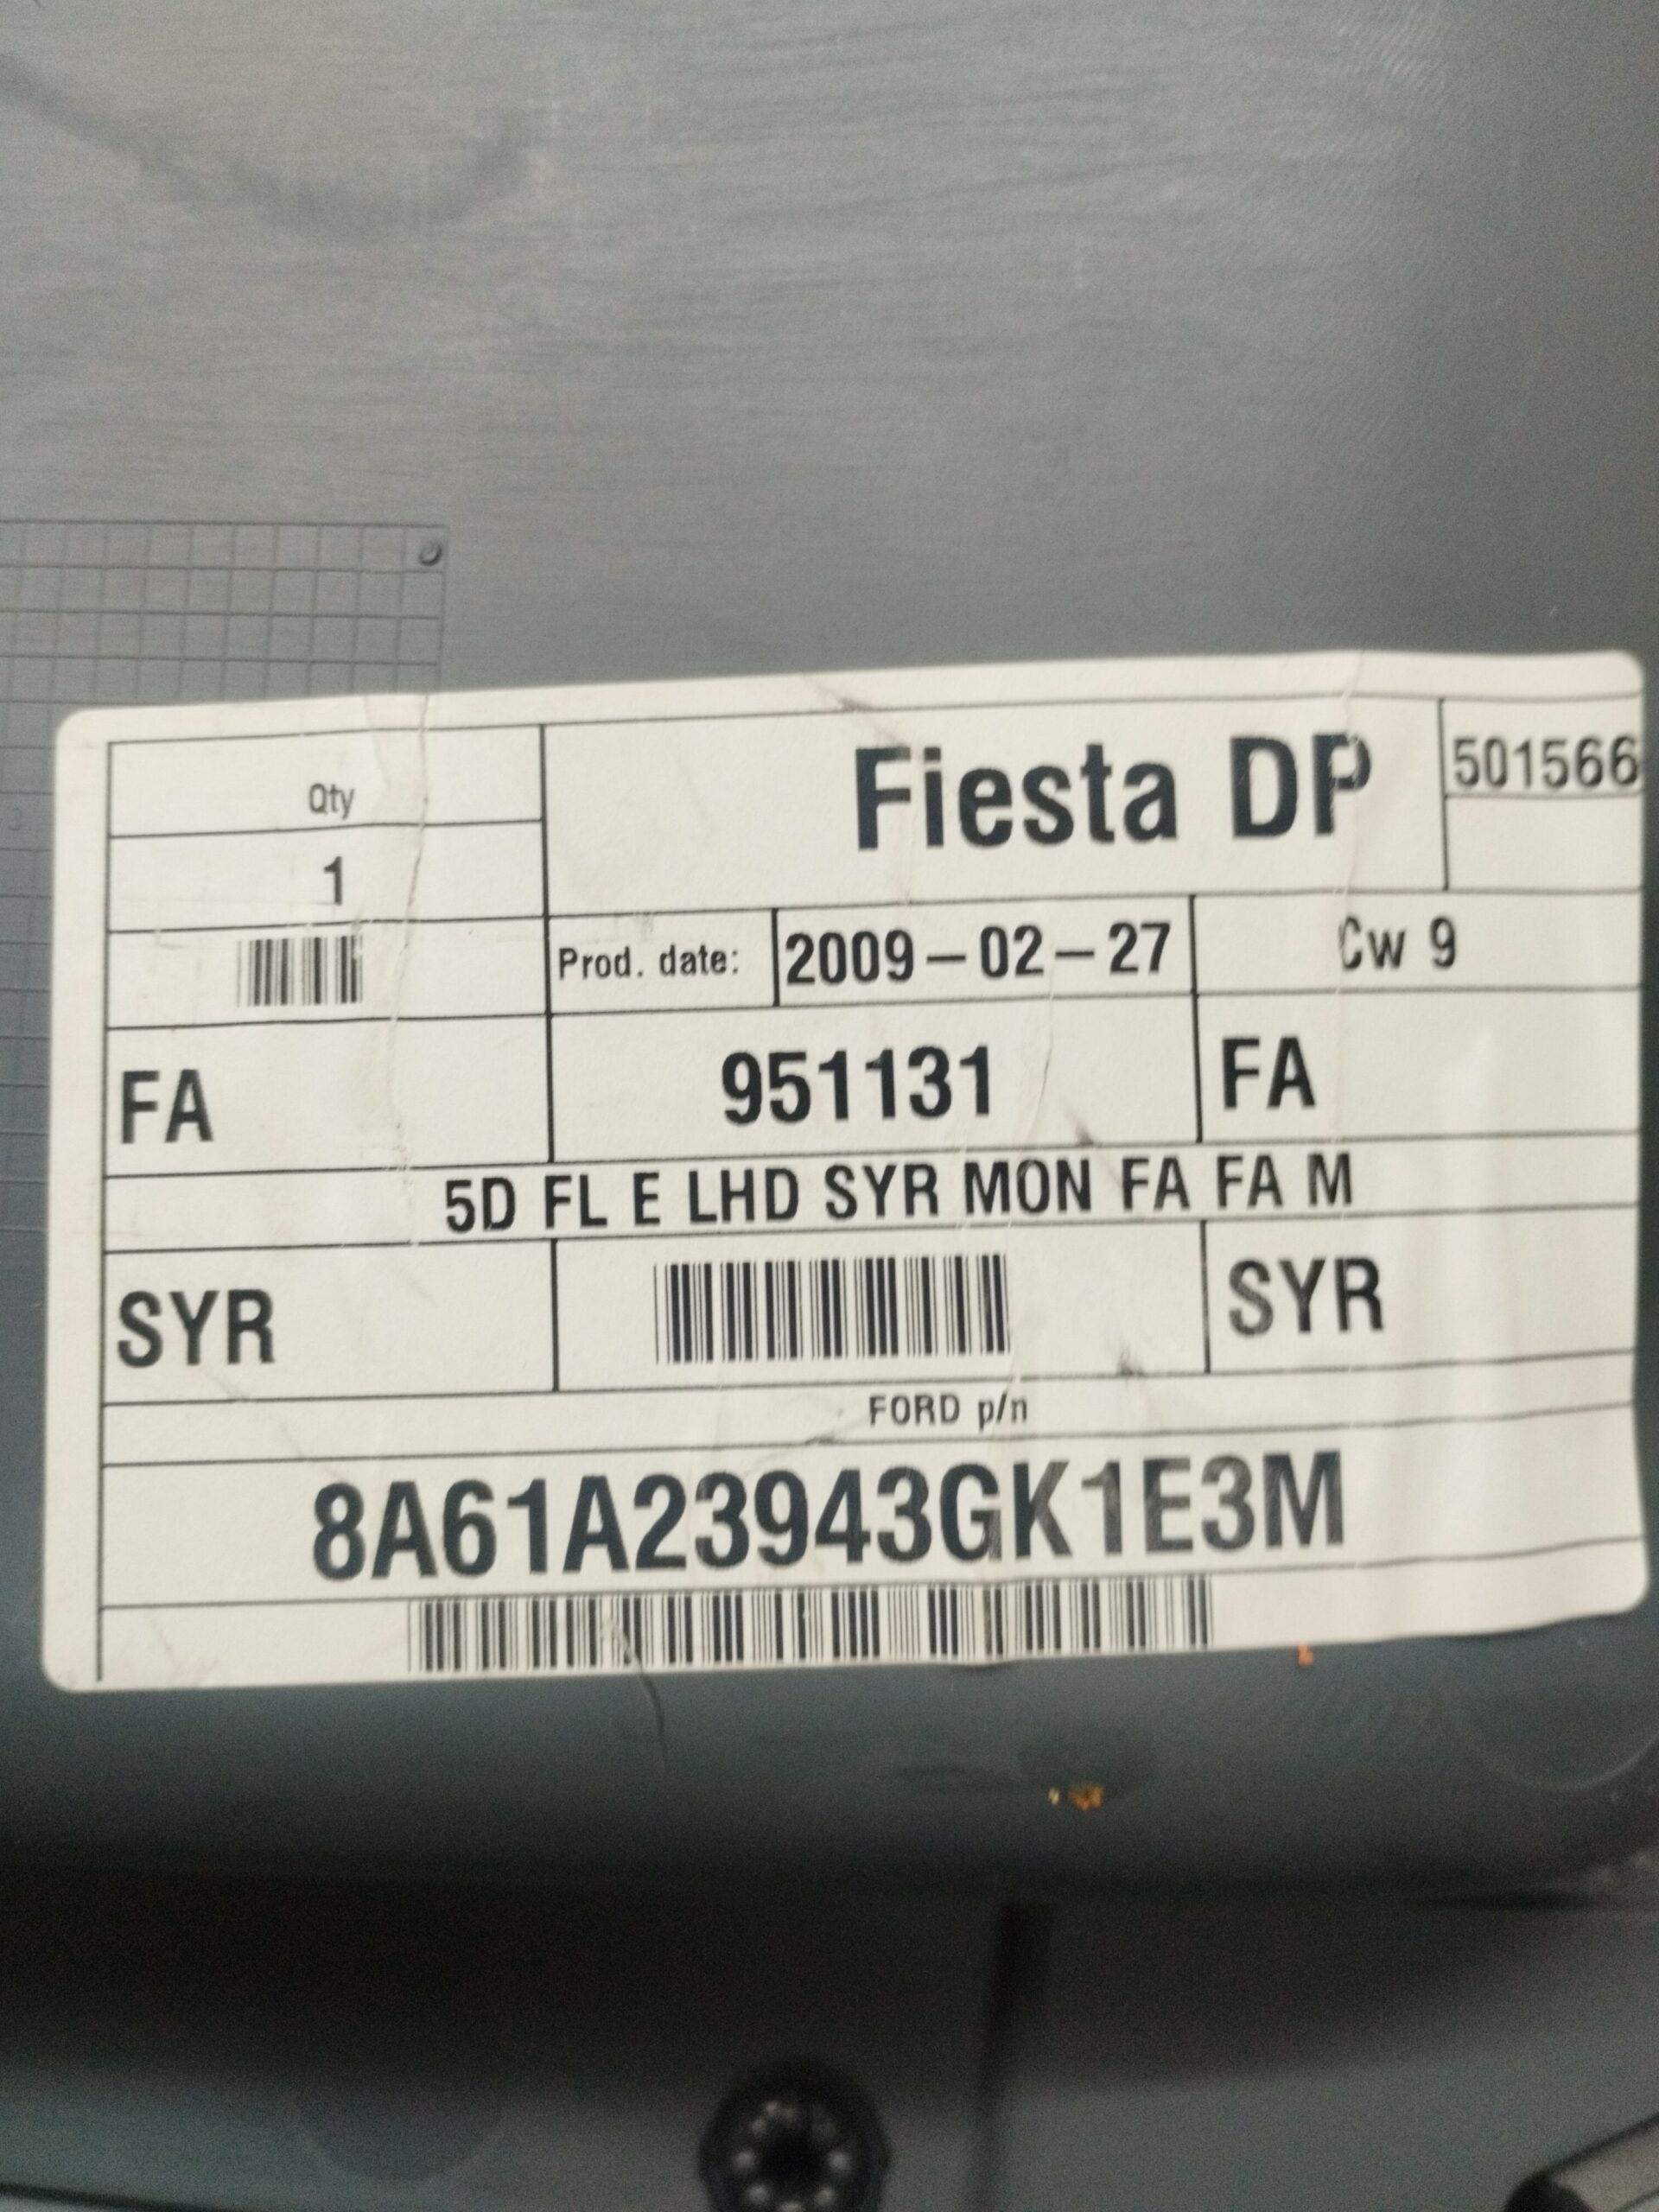 Qty
1
Fiesta DP
501566
Prod. date: 2009-02-27
Cw 9
FA 951131 FA
5D FL E LHD SYR MON FA FA M
SYR SYR
FORD p/n
8A61A23943GK1E3M